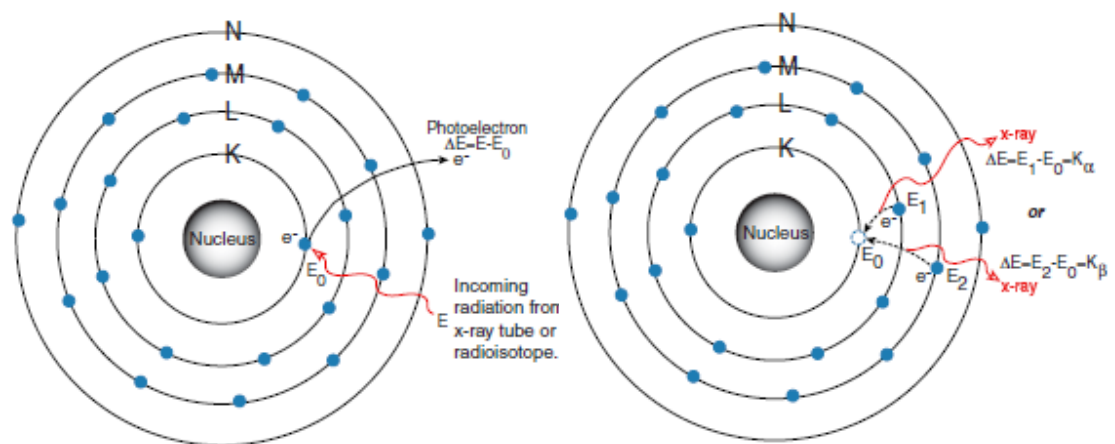 N
M
L
K
Photoelectron
ΔE=E-E₀
e⁻
Nucleus
e⁻
E₀
E
Incoming
radiation from
x-ray tube or
radioisotope.
N
M
L
K
x-ray
ΔE=E₁-E₀=Kα
E₁
e⁻
or
Nucleus
E₀
ΔE=E₂-E₀=Kβ
e⁻
E₂
x-ray